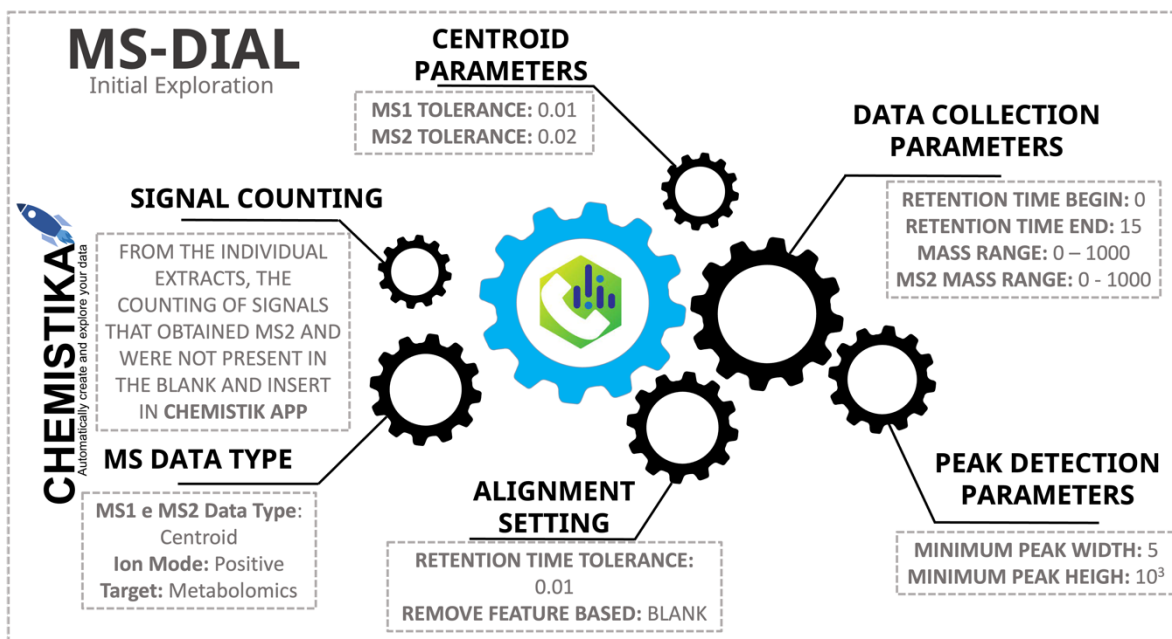 MS-DIAL
Initial Exploration
CENTROID
PARAMETERS
MS1 TOLERANCE: 0.01
MS2 TOLERANCE: 0.02
DATA COLLECTION
PARAMETERS
RETENTION TIME BEGIN: 0
RETENTION TIME END: 15
MASS RANGE: 0 – 1000
MS2 MASS RANGE: 0 - 1000
SIGNAL COUNTING
FROM THE INDIVIDUAL
EXTRACTS, THE
COUNTING OF SIGNALS
THAT OBTAINED MS2 AND
WERE NOT PRESENT IN
THE BLANK AND INSERT
IN CHEMISTIK APP
CHEMISTIKA
Automatically create and explore your data
MS DATA TYPE
MS1 e MS2 Data Type:
Centroid
Ion Mode: Positive
Target: Metabolomics
ALIGNMENT
SETTING
RETENTION TIME TOLERANCE:
0.01
REMOVE FEATURE BASED: BLANK
PEAK DETECTION
PARAMETERS
MINIMUM PEAK WIDTH: 5
MINIMUM PEAK HEIGH: 10³